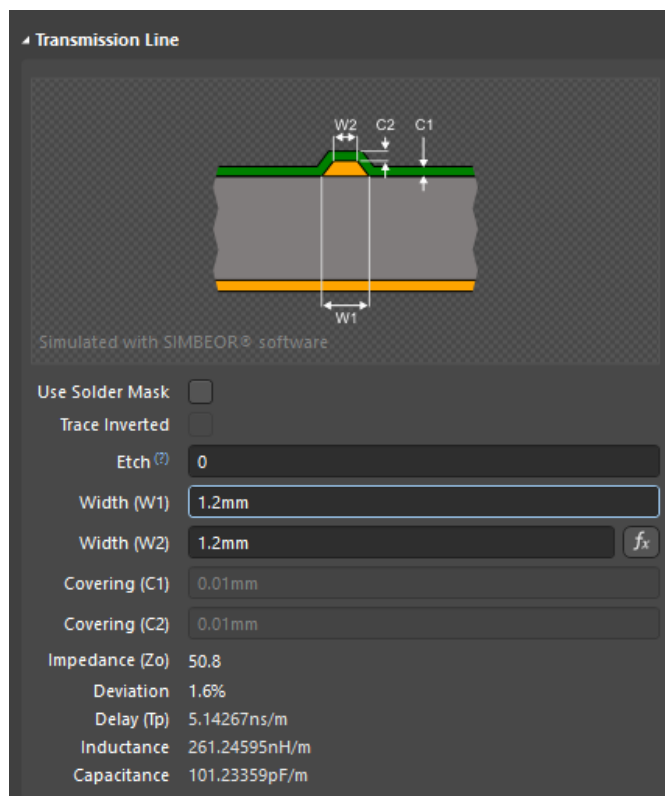 Transmission Line
W2 C2 C1
W1
Simulated with SIMBEOR® software
Use Solder Mask
Trace Inverted
Etch (?) 0
Width (W1) 1.2mm
Width (W2) 1.2mm fx
Covering (C1) 0.01mm
Covering (C2) 0.01mm
Impedance (Zo) 50.8
Deviation 1.6%
Delay (Tp) 5.14267ns/m
Inductance 261.24595nH/m
Capacitance 101.23359pF/m